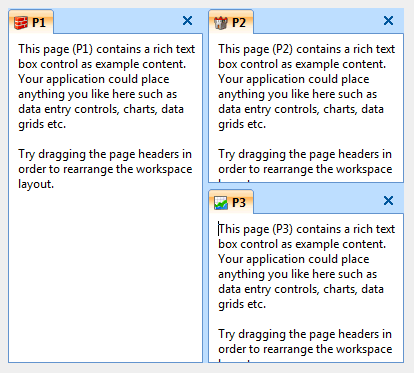 P1
This page (P1) contains a rich text
box control as example content.
Your application could place
anything you like here such as
data entry controls, charts, data
grids etc.
Try dragging the page headers in
order to rearrange the workspace
layout.
P2
This page (P2) contains a rich text
box control as example content.
Your application could place
anything you like here such as
data entry controls, charts, data
grids etc.
Try dragging the page headers in
order to rearrange the workspace
P3
This page (P3) contains a rich text
box control as example content.
Your application could place
anything you like here such as
data entry controls, charts, data
grids etc.
Try dragging the page headers in
order to rearrange the workspace